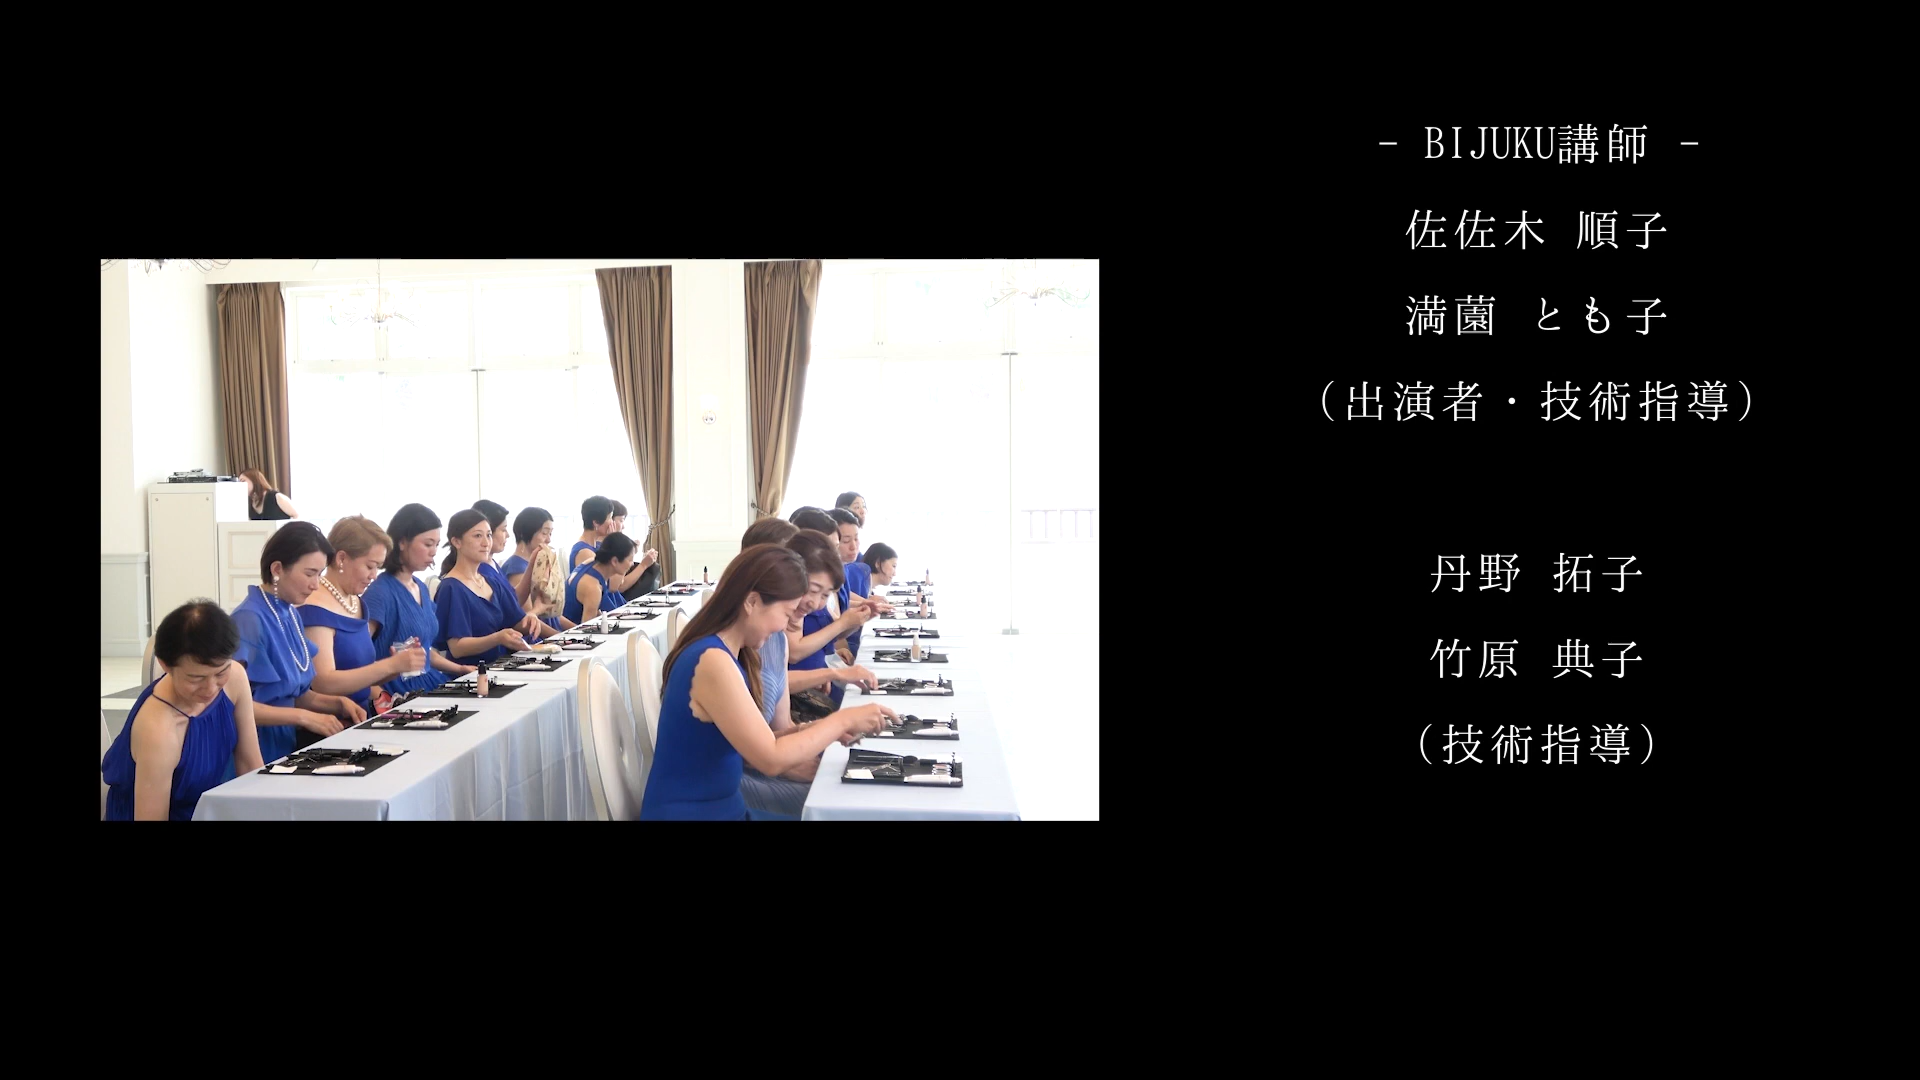 - BIJUKU講師 -
佐佐木 順子
満薗 とも子
（出演者・技術指導）
丹野 拓子
竹原 典子
（技術指導）